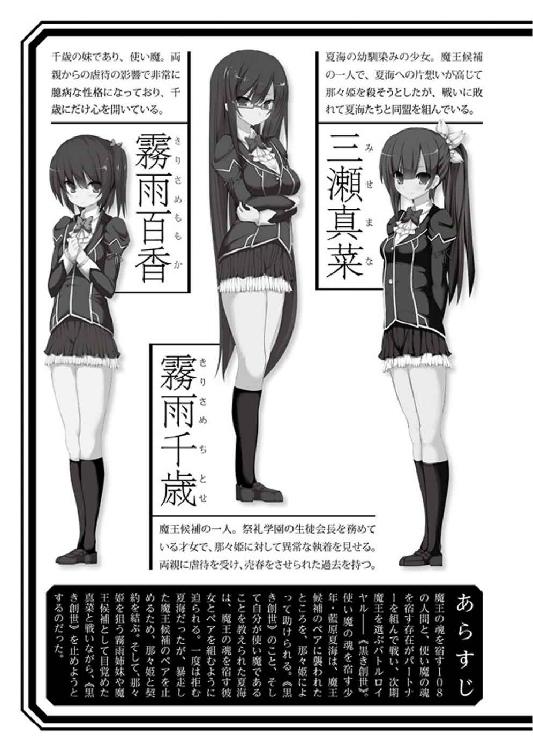 夏海の幼馴染みの少女。魔王候補
の一人で、夏海への片想いが高じて
那々姫を殺そうとしたが、戦いに敗
れて夏海たちと同盟を組んでいる。
三瀬真菜
みせまな
千歳の妹であり、使い魔。両
親からの虐待の影響で非常に
臆病な性格になっており、千
歳にだけ心を開いている。
霧雨百香
きりさめももか
霧雨千歳
きりさめちとせ
魔王候補の一人。祭礼学園の生徒会長を務めて
いる才女で、那々姫に対して異常な執着を見せる。
両親に虐待を受け、売春をさせられた過去を持つ。
あらすじ
魔王の魂を宿す108
の人間と、使い魔の魂
を宿す存在がパートナ
ーを組んで戦い、次期
魔王を選ぶバトルロイ
ヤル――《黒き創世》。
使い魔の魂を宿す少
年・藍原夏海は、魔王
候補のペアに襲われた
ところを、那々姫によ
って助けられる。《黒
き創世》のこと、そし
て自分が使い魔である
ことを教えられた夏海
は、魔王の魂を宿す彼
女とペアを組むように
迫られる。一度は拒む
夏海だったが、暴走し
た魔王候補のペアを止
めるため、那々姫と契
約を結ぶ。そして、那々
姫を狙う霧雨姉妹や魔
王候補として目覚めた
真菜と戦いながら、《黒
き創世》を止めようと
するのだった。